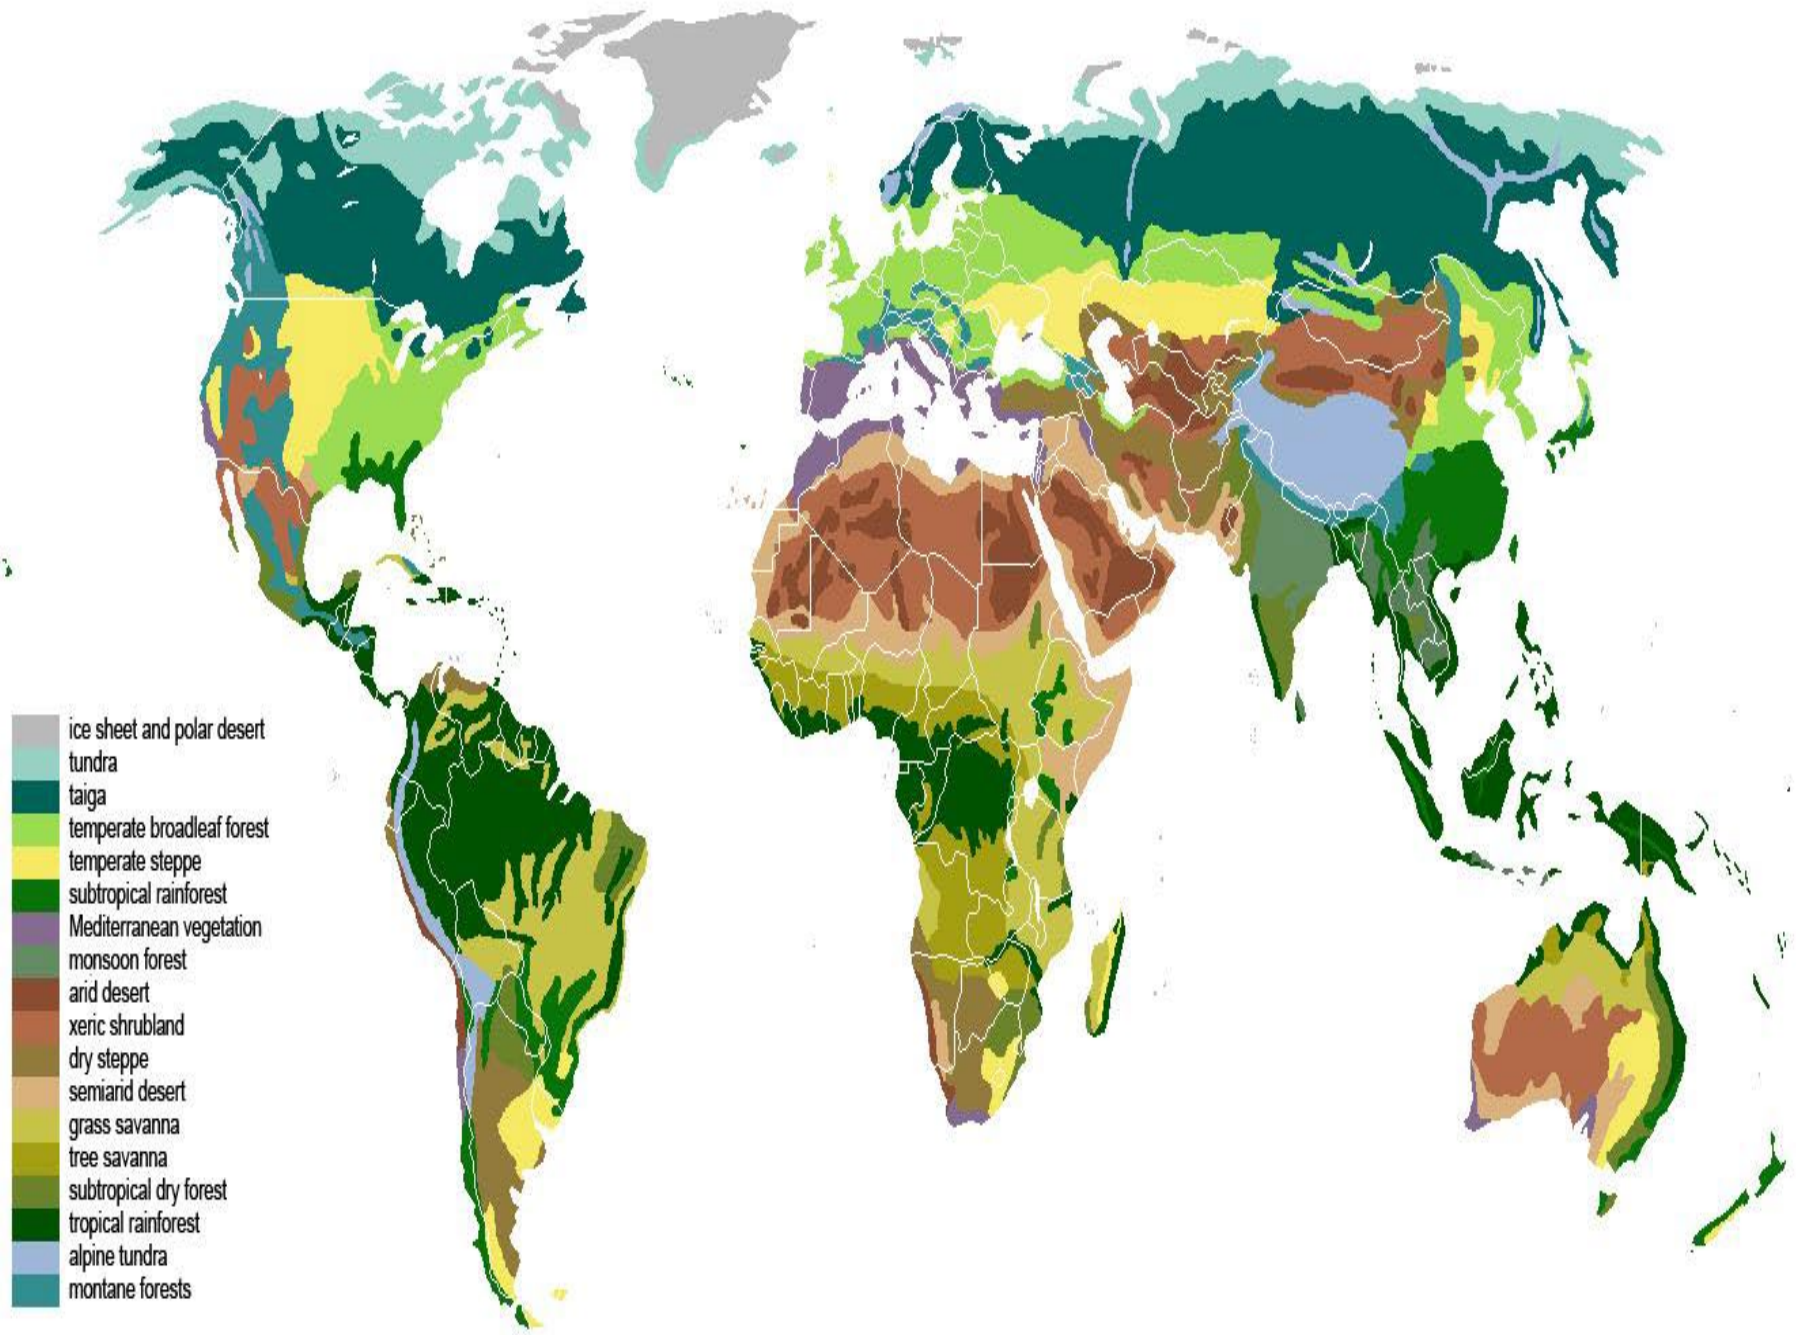 ice sheet and polar desert
tundra
taiga
temperate broadleaf forest
temperate steppe
subtropical rainforest
Mediterranean vegetation
monsoon forest
arid desert
xeric shrubland
dry steppe
semiarid desert
grass savanna
tree savanna
subtropical dry forest
tropical rainforest
alpine tundra
montane forests